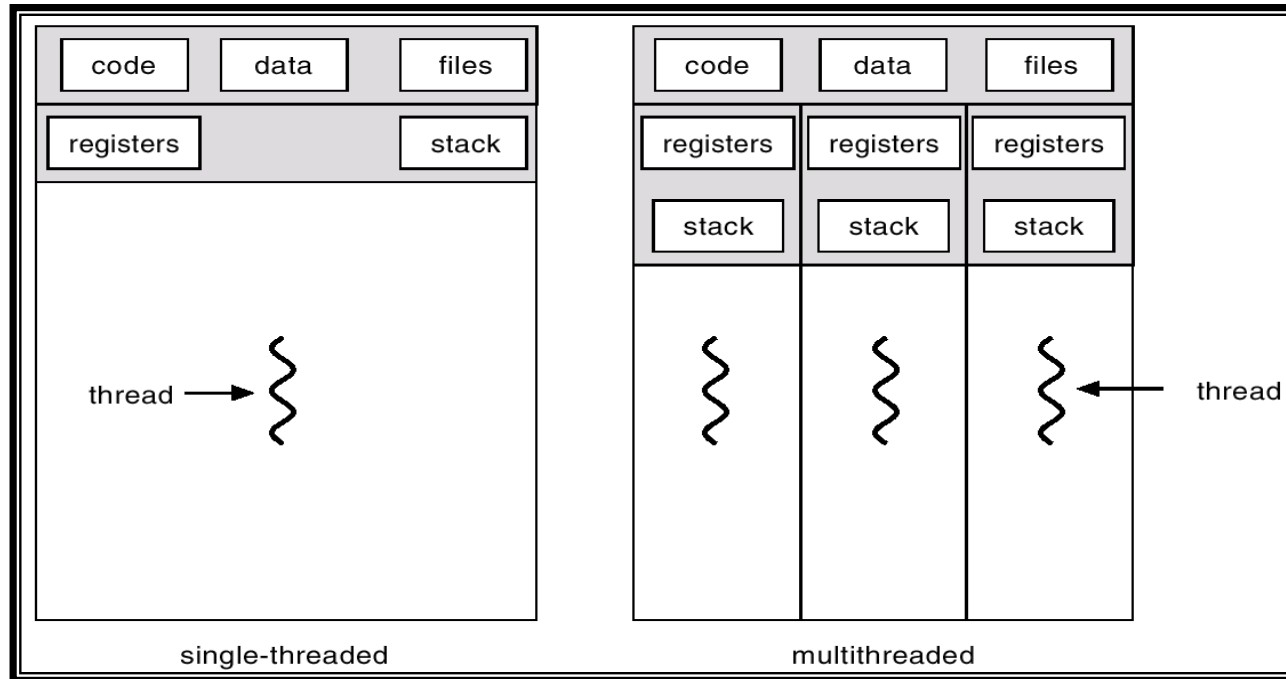 code data files
registers stack
thread
single-threaded
code data files
registers registers registers
stack stack stack
thread
multithreaded